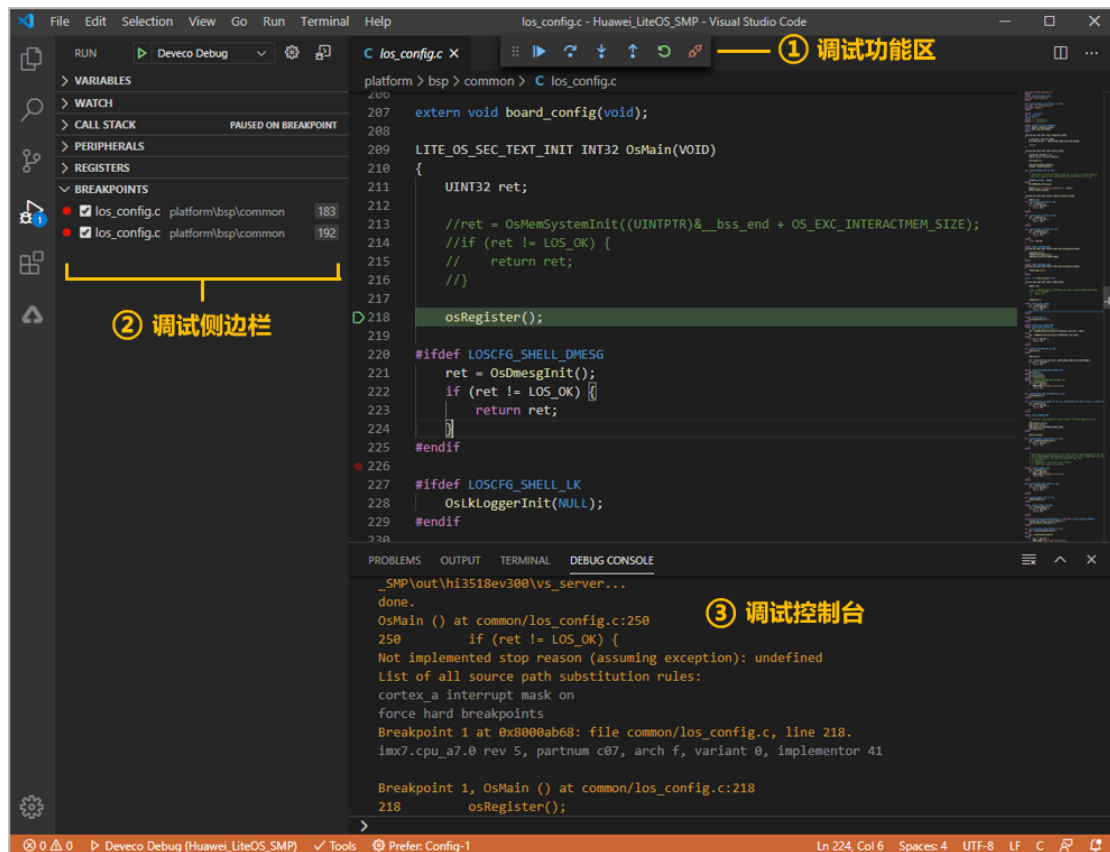 File Edit Selection View Go Run Terminal Help los_config.c - Huawei_LiteOS_SMP - Visual Studio Code
RUN Deveco Debug
VARIABLES
WATCH
CALL STACK PAUSED ON BREAKPOINT
PERIPHERALS
REGISTERS
BREAKPOINTS
los_config.c platform\bsp\common 183
los_config.c platform\bsp\common 192
1
② 调试侧边栏
C los_config.c
① 调试功能区
platform > bsp > common > C los_config.c
206
207 extern void board_config(void);
208
209 LITE_OS_SEC_TEXT_INIT INT32 OsMain(VOID)
210 {
211 UINT32 ret;
212
213 //ret = OsMemSystemInit((UINTPTR)&__bss_end + OS_EXC_INTERACTMEM_SIZE);
214 //if (ret != LOS_OK) {
215 // return ret;
216 //}
217
218 osRegister();
219
220 #ifdef LOSCFG_SHELL_DMESG
221 ret = OsDmesgInit();
222 if (ret != LOS_OK) {
223 return ret;
224 }
225 #endif
226
227 #ifdef LOSCFG_SHELL_LK
228 OsLkLoggerInit(NULL);
229 #endif
230
PROBLEMS OUTPUT TERMINAL DEBUG CONSOLE
_SMP\out\hi3518ev300\vs_server...
done.
OsMain () at common/los_config.c:250
250 if (ret != LOS_OK) {
Not implemented stop reason (assuming exception): undefined
List of all source path substitution rules:
cortex_a interrupt mask on
force hard breakpoints
Breakpoint 1 at 0x8000ab68: file common/los_config.c, line 218.
imx7.cpu_a7.0 rev 5, partnum c07, arch f, variant 0, implementor 41
Breakpoint 1, OsMain () at common/los_config.c:218
218 osRegister();
③ 调试控制台
0 0 Deveco Debug (Huawei_LiteOS_SMP) Tools Prefer: Config-1 Ln 224, Col 6 Spaces: 4 UTF-8 LF C